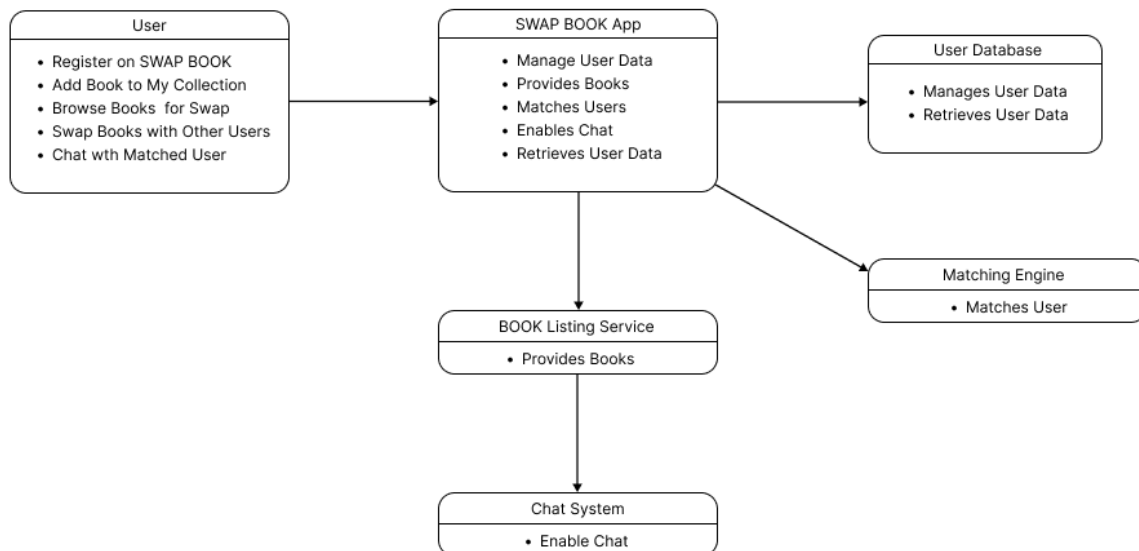 User
• Register on SWAP BOOK
• Add Book to My Collection
• Browse Books for Swap
• Swap Books with Other Users
• Chat wth Matched User
SWAP BOOK App
• Manage User Data
• Provides Books
• Matches Users
• Enables Chat
• Retrieves User Data
User Database
• Manages User Data
• Retrieves User Data
Matching Engine
• Matches User
BOOK Listing Service
• Provides Books
Chat System
• Enable Chat